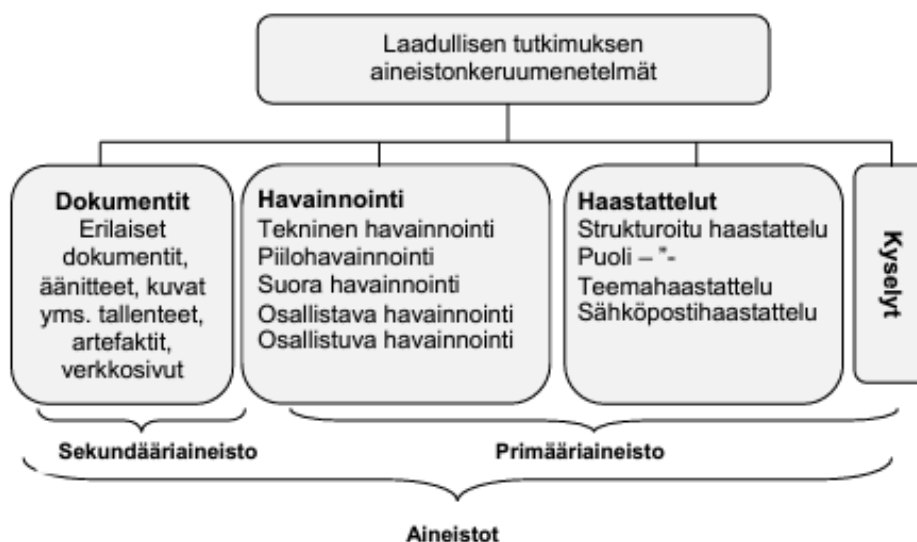 Laadullisen tutkimuksen
aineistonkeruumenetelmät
Dokumentit
Erilaiset
dokumentit,
äänitteet, kuvat
yms. tallenteet,
artefaktit,
verkkosivut
Havainnointi
Tekninen havainnointi
Piilohavainnointi
Suora havainnointi
Osallistava havainnointi
Osallistuva havainnointi
Haastattelut
Strukturoitu haastattelu
Puoli – ”-
Teemahaastattelu
Sähköpostihaastattelu
Kyselyt
Sekundääriaineisto
Primääriaineisto
Aineistot